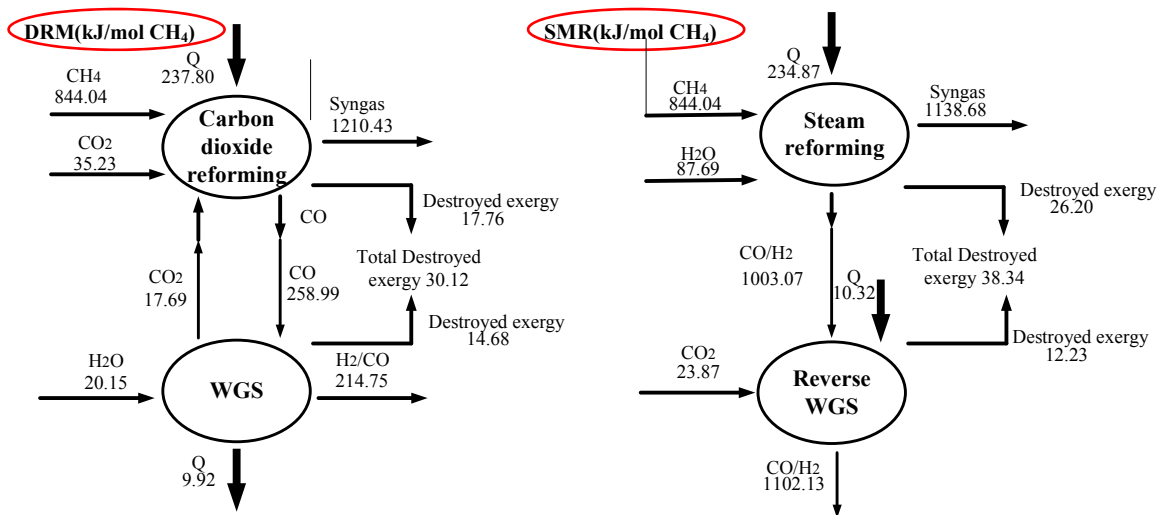 DRM(kJ/mol CH4)
Q
237.80
CH4
844.04
CO2
35.23
Carbon
dioxide
reforming
Syngas
1210.43
Destroyed exergy
17.76
CO
Total Destroyed
exergy 30.12
CO2
17.69
CO
258.99
Destroyed exergy
14.68
H2O
20.15
WGS
H2/CO
214.75
Q
9.92
SMR(kJ/mol CH4)
Q
234.87
CH4
844.04
H2O
87.69
Steam
reforming
Syngas
1138.68
Destroyed exergy
26.20
CO/H2
1003.07
Q
10.32
Total Destroyed
exergy 38.34
Destroyed exergy
12.23
CO2
23.87
Reverse
WGS
CO/H2
1102.13